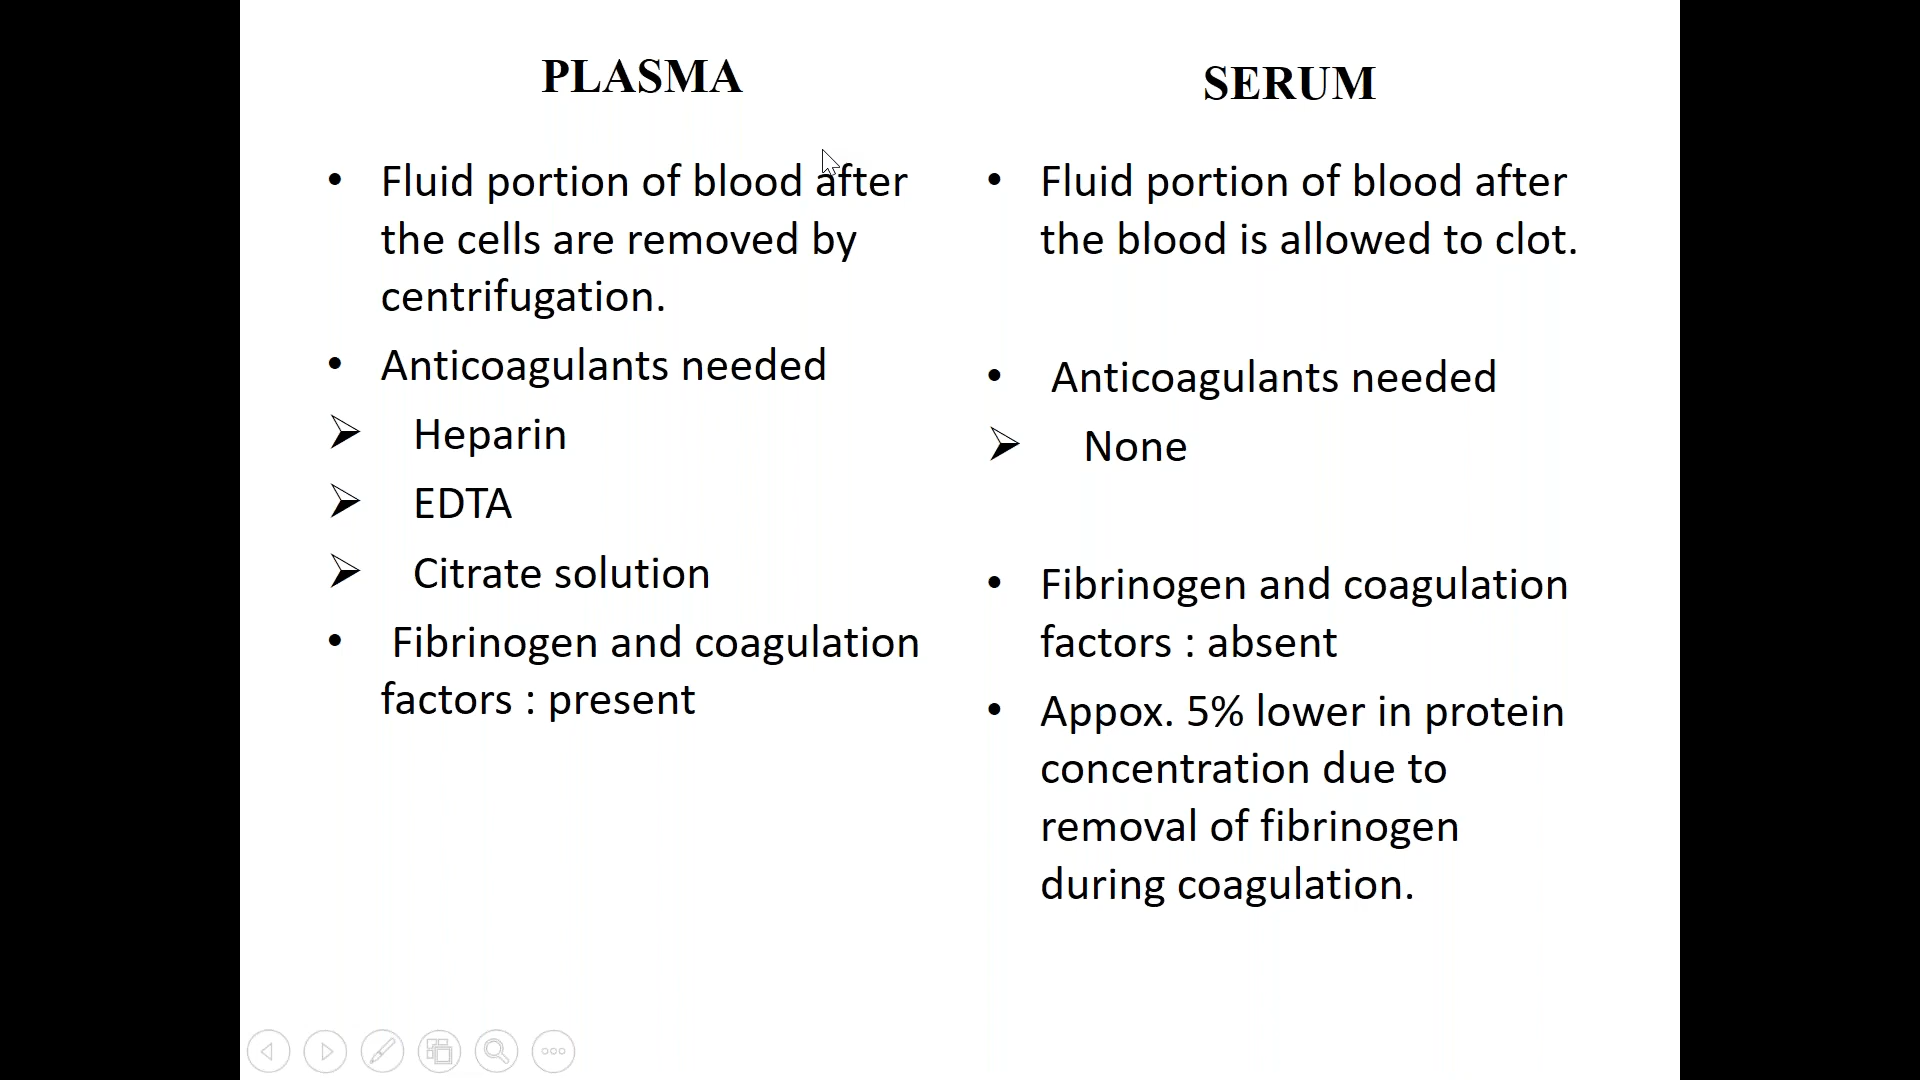 PLASMA
• Fluid portion of blood after
the cells are removed by
centrifugation.
• Anticoagulants needed
➢ Heparin
➢ EDTA
➢ Citrate solution
• Fibrinogen and coagulation
factors : present
SERUM
• Fluid portion of blood after
the blood is allowed to clot.
• Anticoagulants needed
➢ None
• Fibrinogen and coagulation
factors : absent
• Appox. 5% lower in protein
concentration due to
removal of fibrinogen
during coagulation.